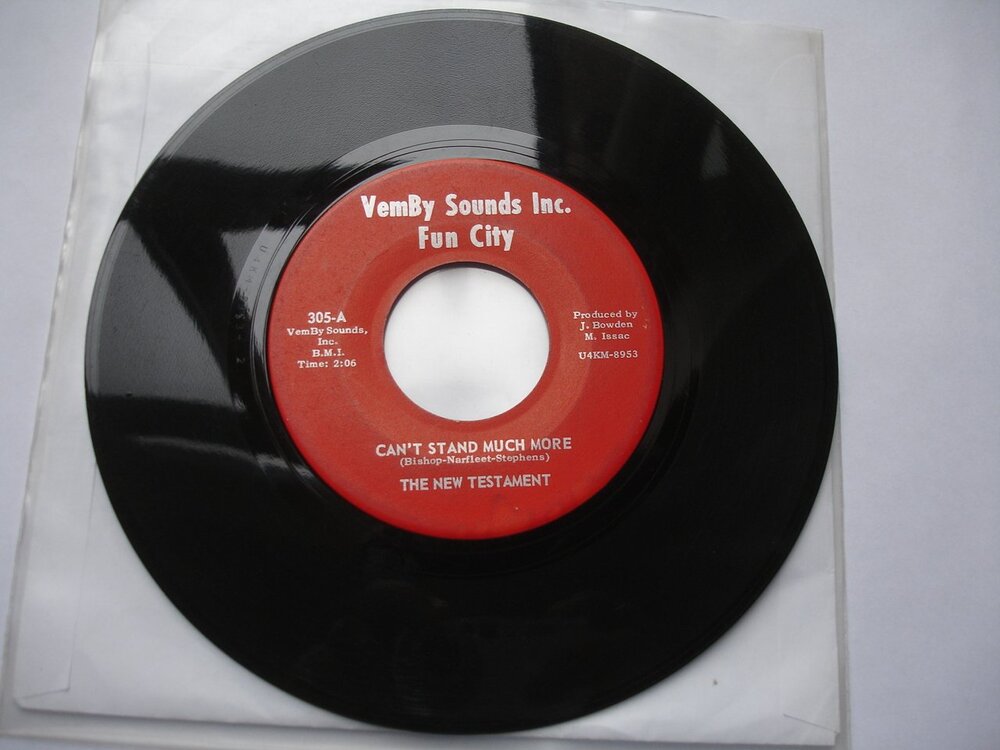 VemBy Sounds Inc.
Fun City
305-A
VemBy Sounds,
Inc.
B.M.I.
Time: 2:06
Produced by
J. Bowden
M. Issac
U4KM-8953
CAN'T STAND MUCH MORE
(Bishop-Narfleet-Stephens)
THE NEW TESTAMENT